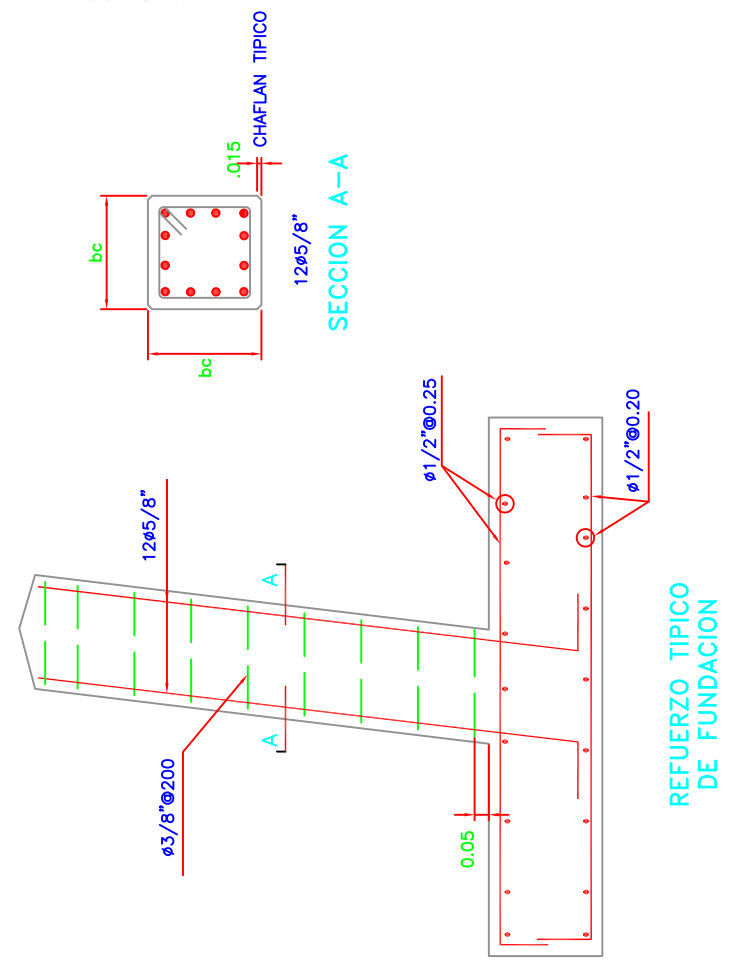 .015
CHAFLAN TIPICO
bc
bc
12ø5/8"
SECCION A-A
ø1/2"@0.25
ø1/2"@0.20
12ø5/8"
A
A
ø3/8"@200
0.05
REFUERZO TIPICO
DE FUNDACION